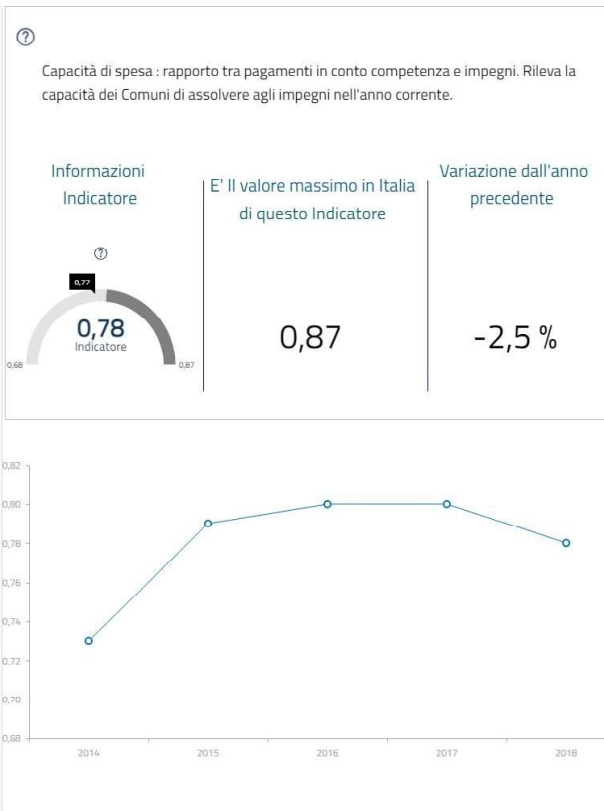 ?
Capacità di spesa : rapporto tra pagamenti in conto competenza e impegni. Rileva la
capacità dei Comuni di assolvere agli impegni nell'anno corrente.
Informazioni
Indicatore
?
0,77
0,78
Indicatore
0,68
0,87
E' Il valore massimo in Italia
di questo Indicatore
0,87
Variazione dall'anno
precedente
-2,5 %
0,82
0,80
0,78
0,76
0,74
0,72
0,70
0,68
2014 2015 2016 2017 2018